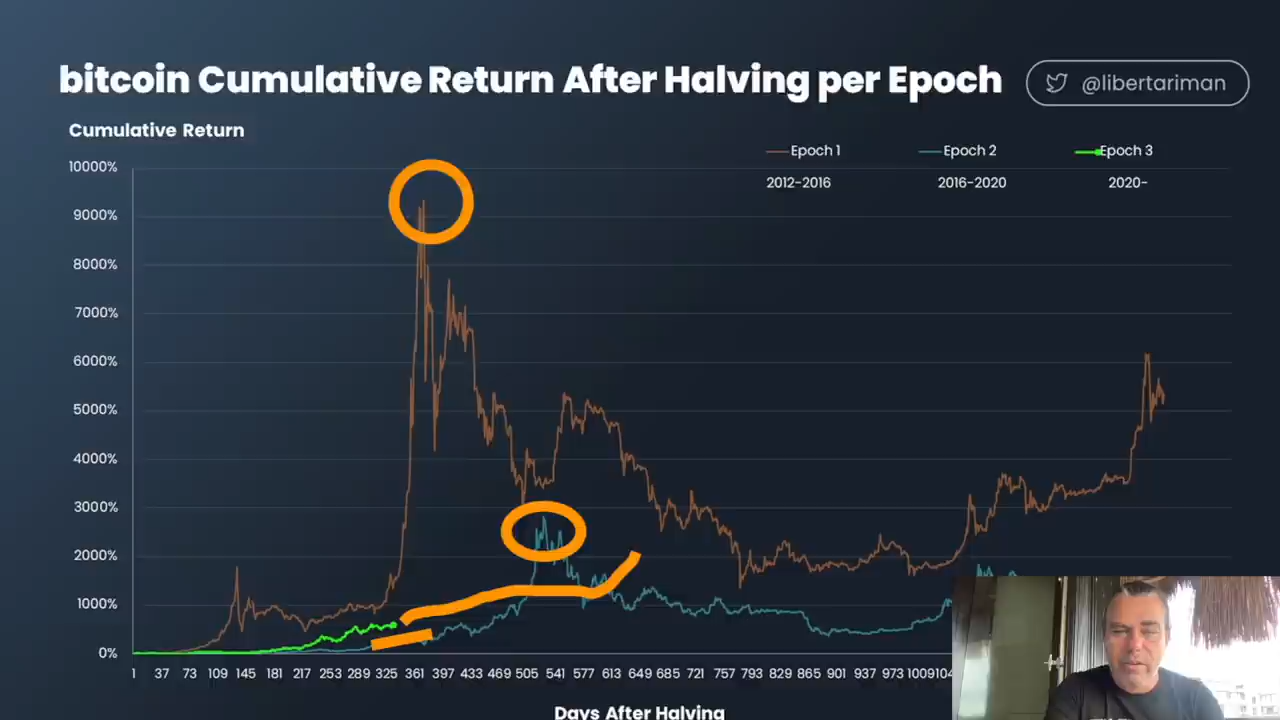 bitcoin Cumulative Return After Halving per Epoch
@libertariman
Cumulative Return
Epoch 1 Epoch 2 Epoch 3
2012-2016 2016-2020 2020-
10000%
9000%
8000%
7000%
6000%
5000%
4000%
3000%
2000%
1000%
0%
1 37 73 109 145 181 217 253 289 325 361 397 433 469 505 541 577 613 649 685 721 757 793 829 865 901 937 973 1009
Days After Halving